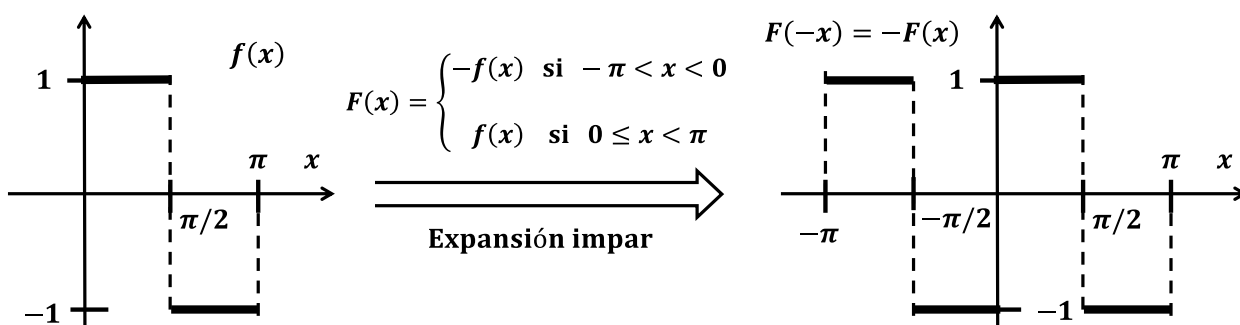 f(x)
1
π x
π/2
−1
F(x) = { −f(x) si − π < x < 0
f(x) si 0 ≤ x < π
Expansión impar
F(−x) = −F(x)
1
π x
−π −π/2 π/2
−1